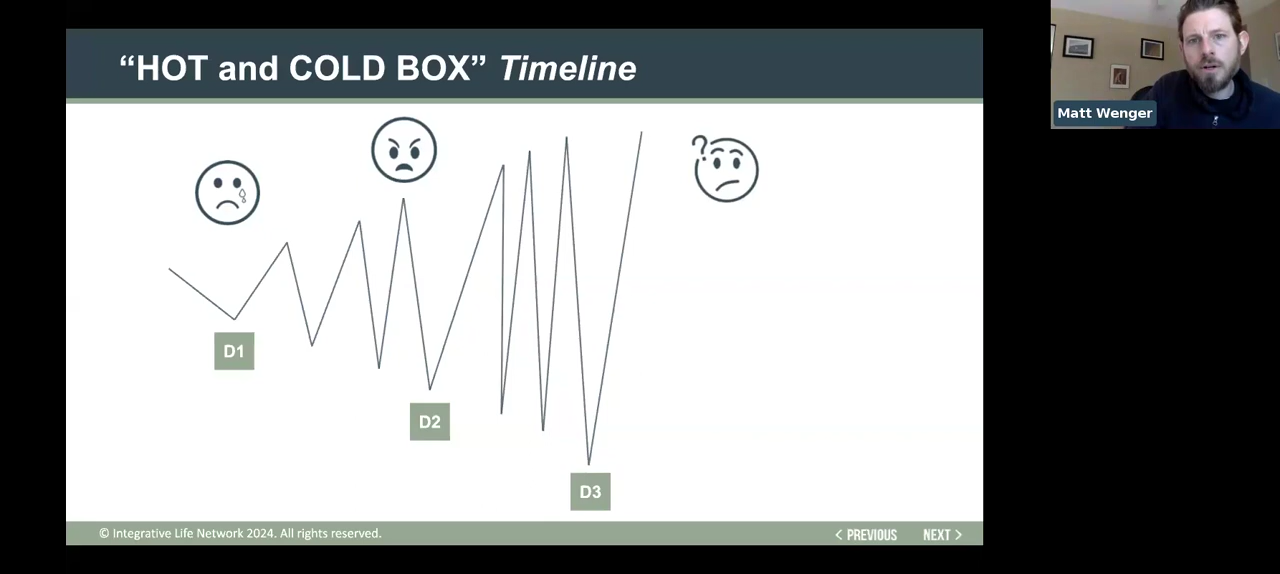 “HOT and COLD BOX” Timeline
Matt Wenger
?
D1
D2
D3
© Integrative Life Network 2024. All rights reserved.
< PREVIOUS
NEXT >